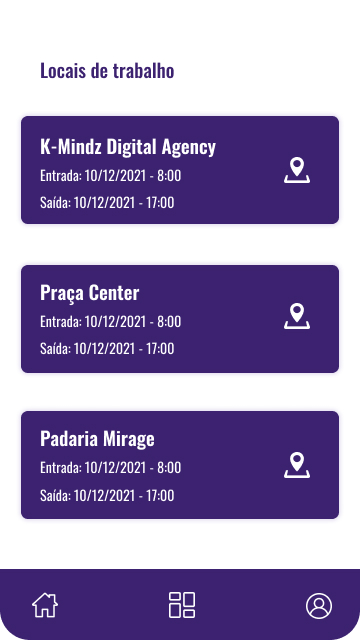 Locais de trabalho
K-Mindz Digital Agency
Entrada: 10/12/2021 - 8:00
Saída: 10/12/2021 - 17:00
Praça Center
Entrada: 10/12/2021 - 8:00
Saída: 10/12/2021 - 17:00
Padaria Mirage
Entrada: 10/12/2021 - 8:00
Saída: 10/12/2021 - 17:00